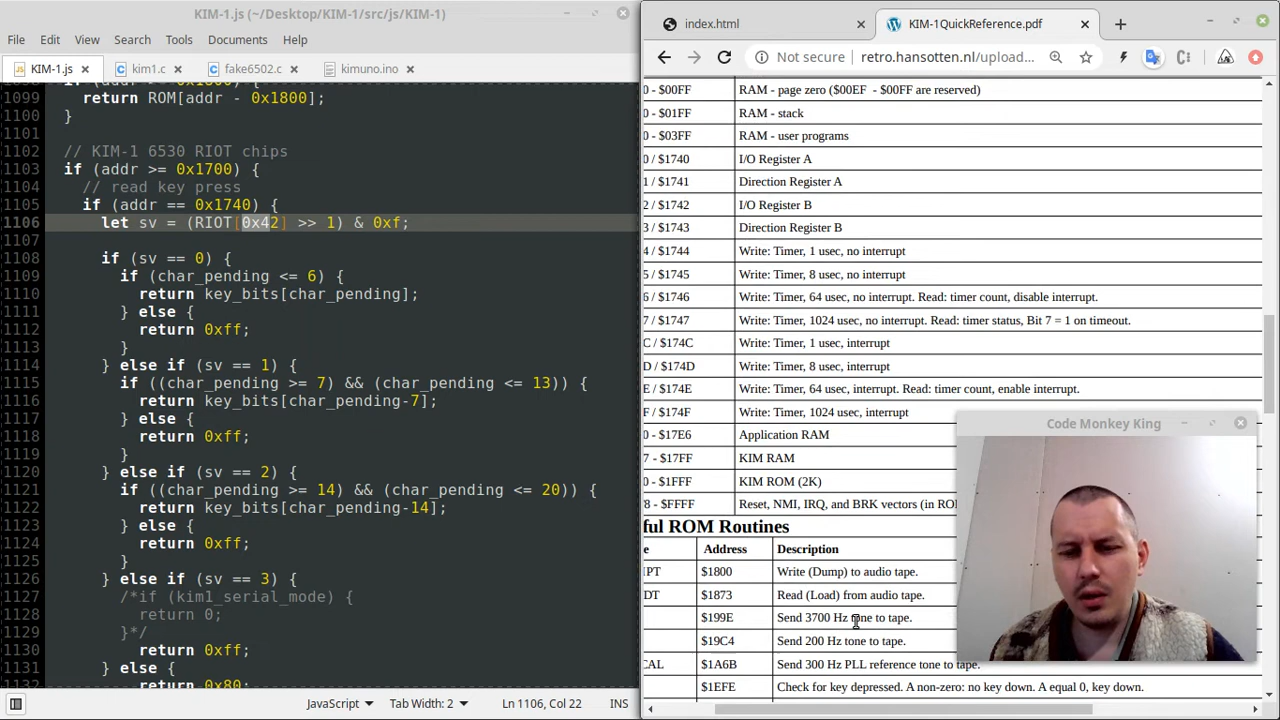 KIM-1.js (~/Desktop/KIM-1/src/js/KIM-1)
File Edit View Search Tools Documents Help
KIM-1.js kim1.c fake6502.c kimuno.ino
1099 return ROM[addr - 0x1800];
1100 }
1101
1102 // KIM-1 6530 RIOT chips
1103 if (addr >= 0x1700) {
1104 // read key press
1105 if (addr == 0x1740) {
1106 let sv = (RIOT[0x42] >> 1) & 0xf;
1107
1108 if (sv == 0) {
1109 if (char_pending <= 6) {
1110 return key_bits[char_pending];
1111 } else {
1112 return 0xff;
1113 }
1114 } else if (sv == 1) {
1115 if ((char_pending >= 7) && (char_pending <= 13)) {
1116 return key_bits[char_pending-7];
1117 } else {
1118 return 0xff;
1119 }
1120 } else if (sv == 2) {
1121 if ((char_pending >= 14) && (char_pending <= 20)) {
1122 return key_bits[char_pending-14];
1123 } else {
1124 return 0xff;
1125 }
1126 } else if (sv == 3) {
1127 /*if (kim1_serial_mode) {
1128 return 0;
1129 }*/
1130 return 0xff;
1131 } else {
1132 return 0x80;
JavaScript Tab Width: 2 Ln 1106, Col 22 INS
index.html KIM-1QuickReference.pdf
Not secure retro.hansotten.nl/upload...
0 - $00FF RAM - page zero ($00EF - $00FF are reserved)
0 - $01FF RAM - stack
0 - $03FF RAM - user programs
0 / $1740 I/O Register A
1 / $1741 Direction Register A
2 / $1742 I/O Register B
3 / $1743 Direction Register B
4 / $1744 Write: Timer, 1 usec, no interrupt
5 / $1745 Write: Timer, 8 usec, no interrupt
6 / $1746 Write: Timer, 64 usec, no interrupt. Read: timer count, disable interrupt.
7 / $1747 Write: Timer, 1024 usec, no interrupt. Read: timer status, Bit 7 = 1 on timeout.
C / $174C Write: Timer, 1 usec, interrupt
D / $174D Write: Timer, 8 usec, interrupt
E / $174E Write: Timer, 64 usec, interrupt. Read: timer count, enable interrupt.
F / $174F Write: Timer, 1024 usec, interrupt
0 - $17E6 Application RAM
7 - $17FF KIM RAM
0 - $1FFF KIM ROM (2K)
8 - $FFFF Reset, NMI, IRQ, and BRK vectors (in RO
ful ROM Routines
e Address Description
PT $1800 Write (Dump) to audio tape.
DT $1873 Read (Load) from audio tape.
$199E Send 3700 Hz tone to tape.
$19C4 Send 200 Hz tone to tape.
CAL $1A6B Send 300 Hz PLL reference tone to tape.
$1EFE Check for key depressed. A non-zero: no key down. A equal 0, key down.
Code Monkey King